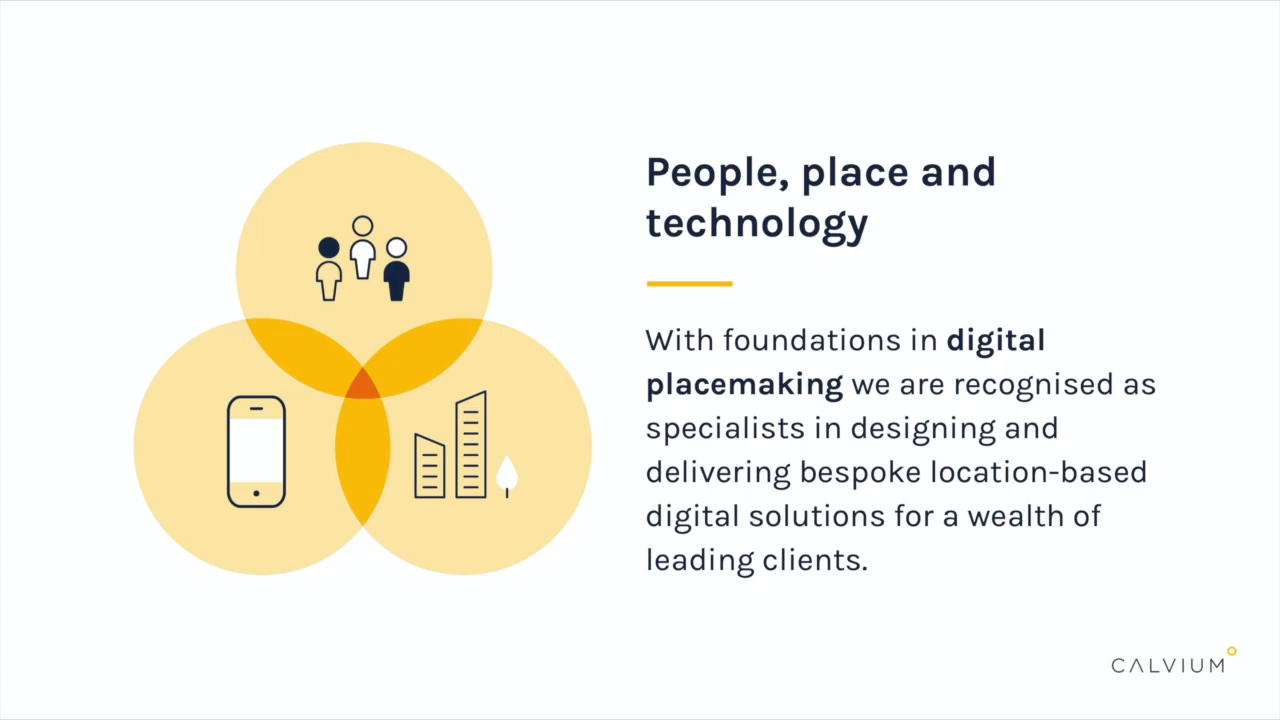 People, place and
technology
With foundations in digital
placemaking we are recognised as
specialists in designing and
delivering bespoke location-based
digital solutions for a wealth of
leading clients.
CALVIUM